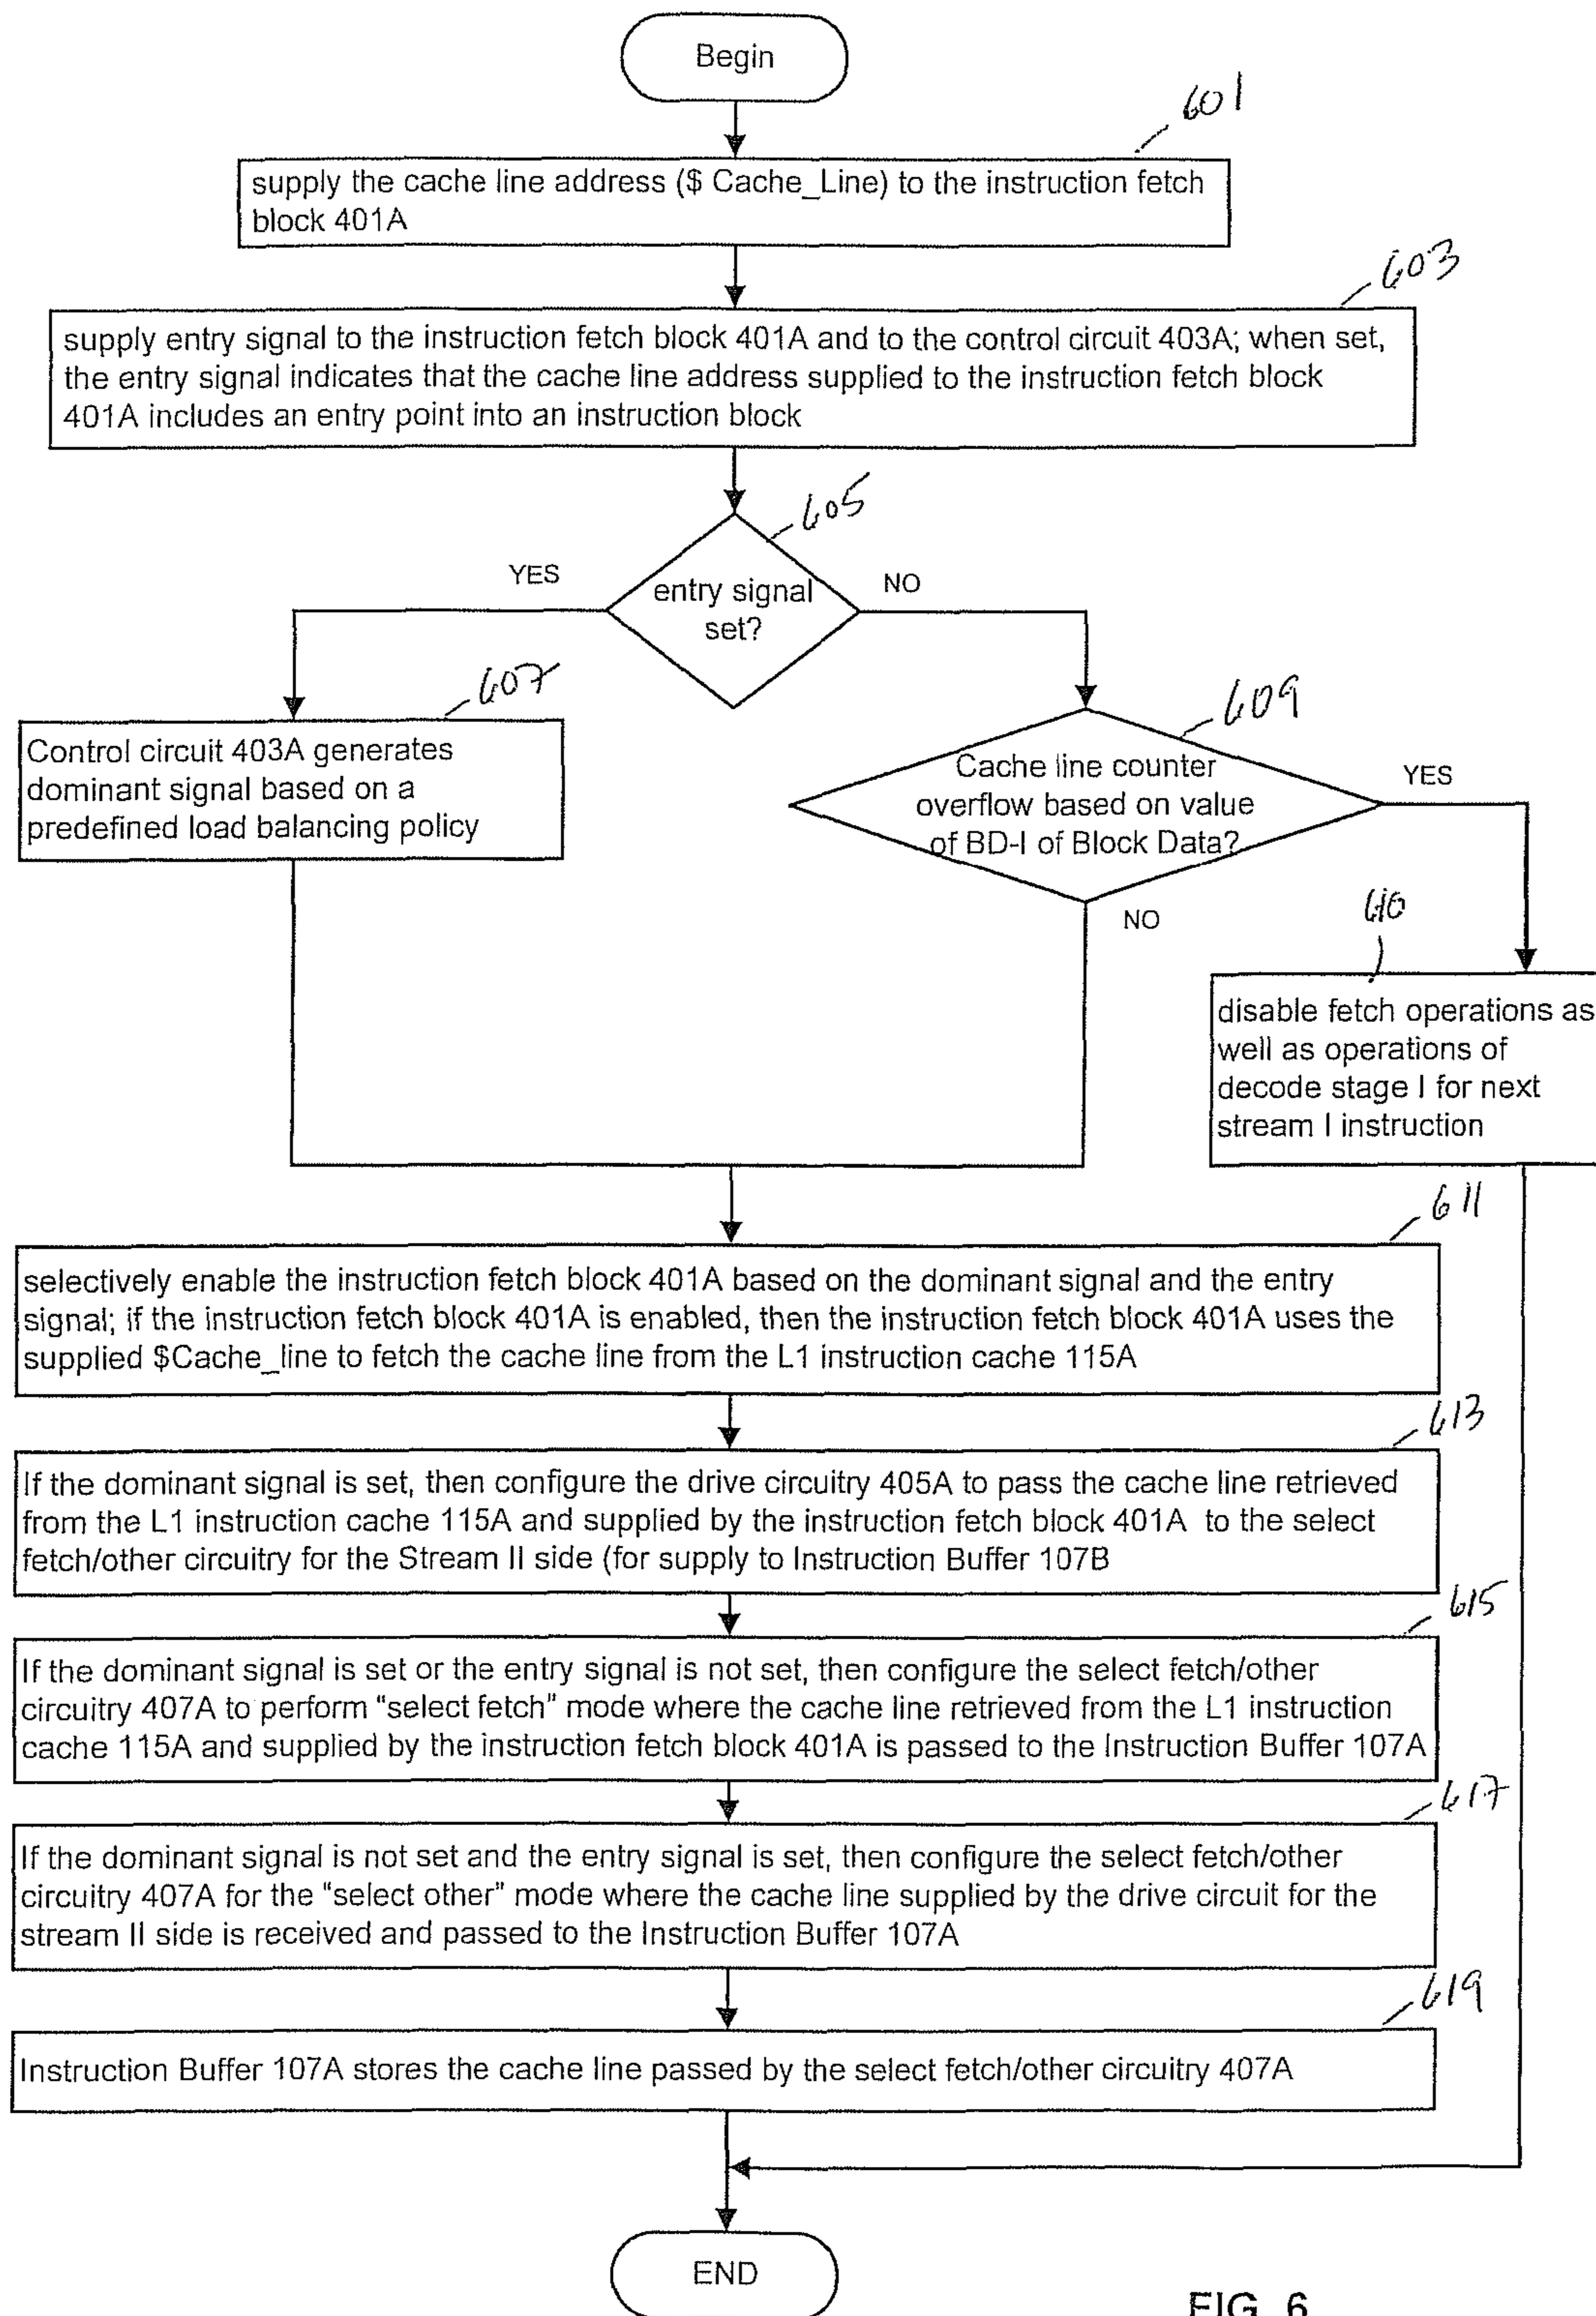 Begin
601
supply the cache line address ($ Cache_Line) to the instruction fetch
block 401A
603
supply entry signal to the instruction fetch block 401A and to the control circuit 403A; when set,
the entry signal indicates that the cache line address supplied to the instruction fetch block
401A includes an entry point into an instruction block
605
YES
entry signal
set?
NO
607
Control circuit 403A generates
dominant signal based on a
predefined load balancing policy
609
Cache line counter
overflow based on value
of BD-I of Block Data?
YES
NO
610
disable fetch operations as
well as operations of
decode stage I for next
stream I instruction
611
selectively enable the instruction fetch block 401A based on the dominant signal and the entry
signal; if the instruction fetch block 401A is enabled, then the instruction fetch block 401A uses the
supplied $Cache_line to fetch the cache line from the L1 instruction cache 115A
613
If the dominant signal is set, then configure the drive circuitry 405A to pass the cache line retrieved
from the L1 instruction cache 115A and supplied by the instruction fetch block 401A to the select
fetch/other circuitry for the Stream II side (for supply to Instruction Buffer 107B
615
If the dominant signal is set or the entry signal is not set, then configure the select fetch/other
circuitry 407A to perform "select fetch" mode where the cache line retrieved from the L1 instruction
cache 115A and supplied by the instruction fetch block 401A is passed to the Instruction Buffer 107A
617
If the dominant signal is not set and the entry signal is set, then configure the select fetch/other
circuitry 407A for the "select other" mode where the cache line supplied by the drive circuit for the
stream II side is received and passed to the Instruction Buffer 107A
619
Instruction Buffer 107A stores the cache line passed by the select fetch/other circuitry 407A
END
FIG. 6